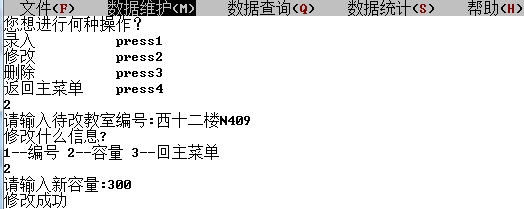 文件(F) 数据维护(M) 数据查询(Q) 数据统计(S) 帮助(H)
您想进行何种操作？
录入 press1
修改 press2
删除 press3
返回主菜单 press4
2
请输入待改教室编号:西十二楼N409
修改什么信息?
1--编号 2--容量 3--回主菜单
2
请输入新容量:300
修改成功